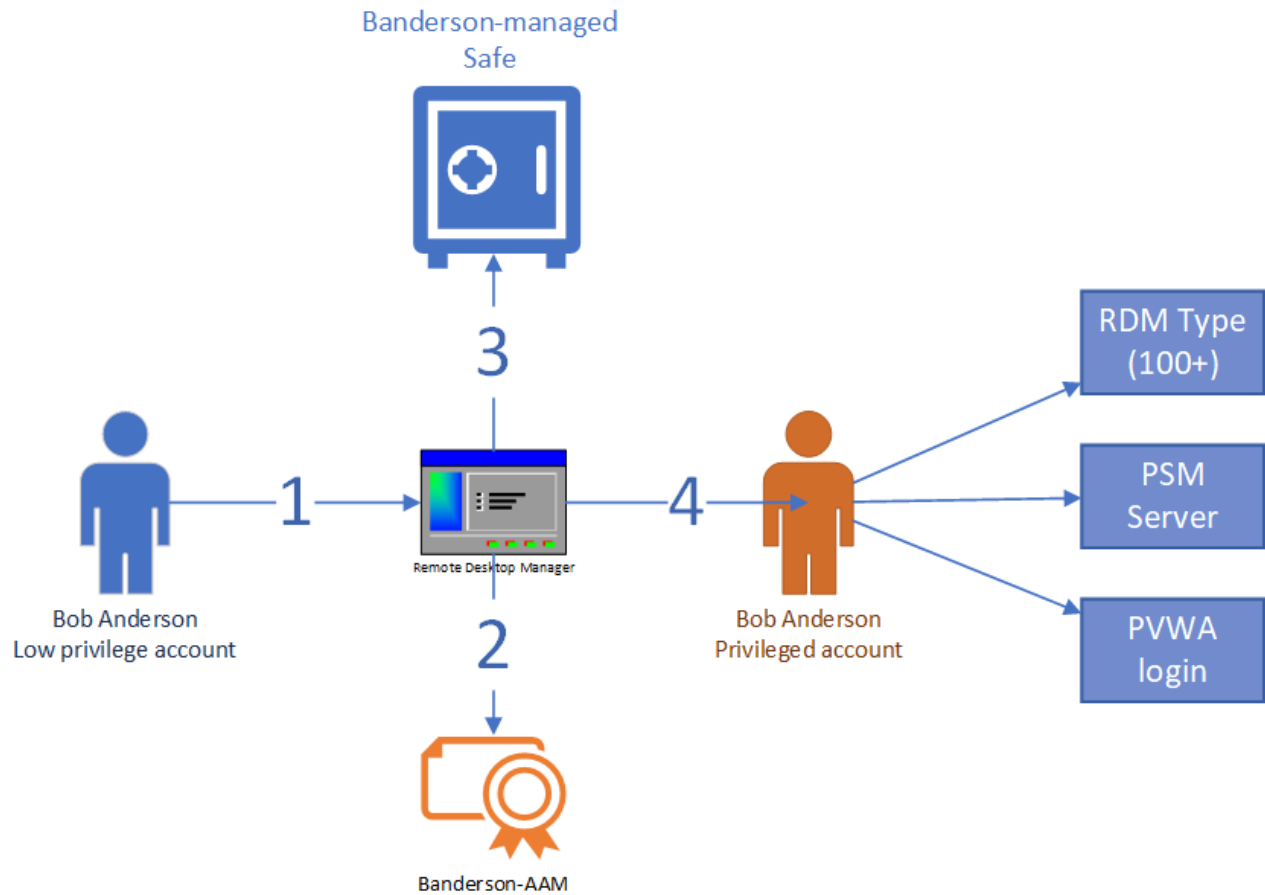 Banderson-managed
Safe
3
RDM Type
(100+)
1
4
Remote Desktop Manager
PSM
Server
Bob Anderson
Low privilege account
2
Bob Anderson
Privileged account
PVWA
login
Banderson-AAM